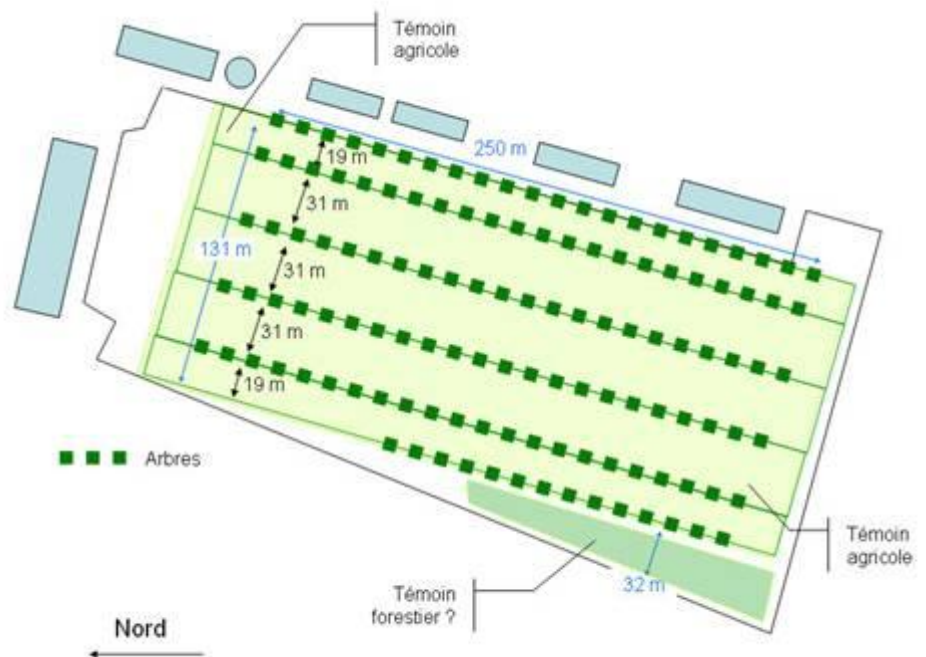 Témoin
agricole
250 m
19 m
31 m
131 m
31 m
31 m
19 m
Arbres
Témoin
agricole
32 m
Témoin
forestier ?
Nord